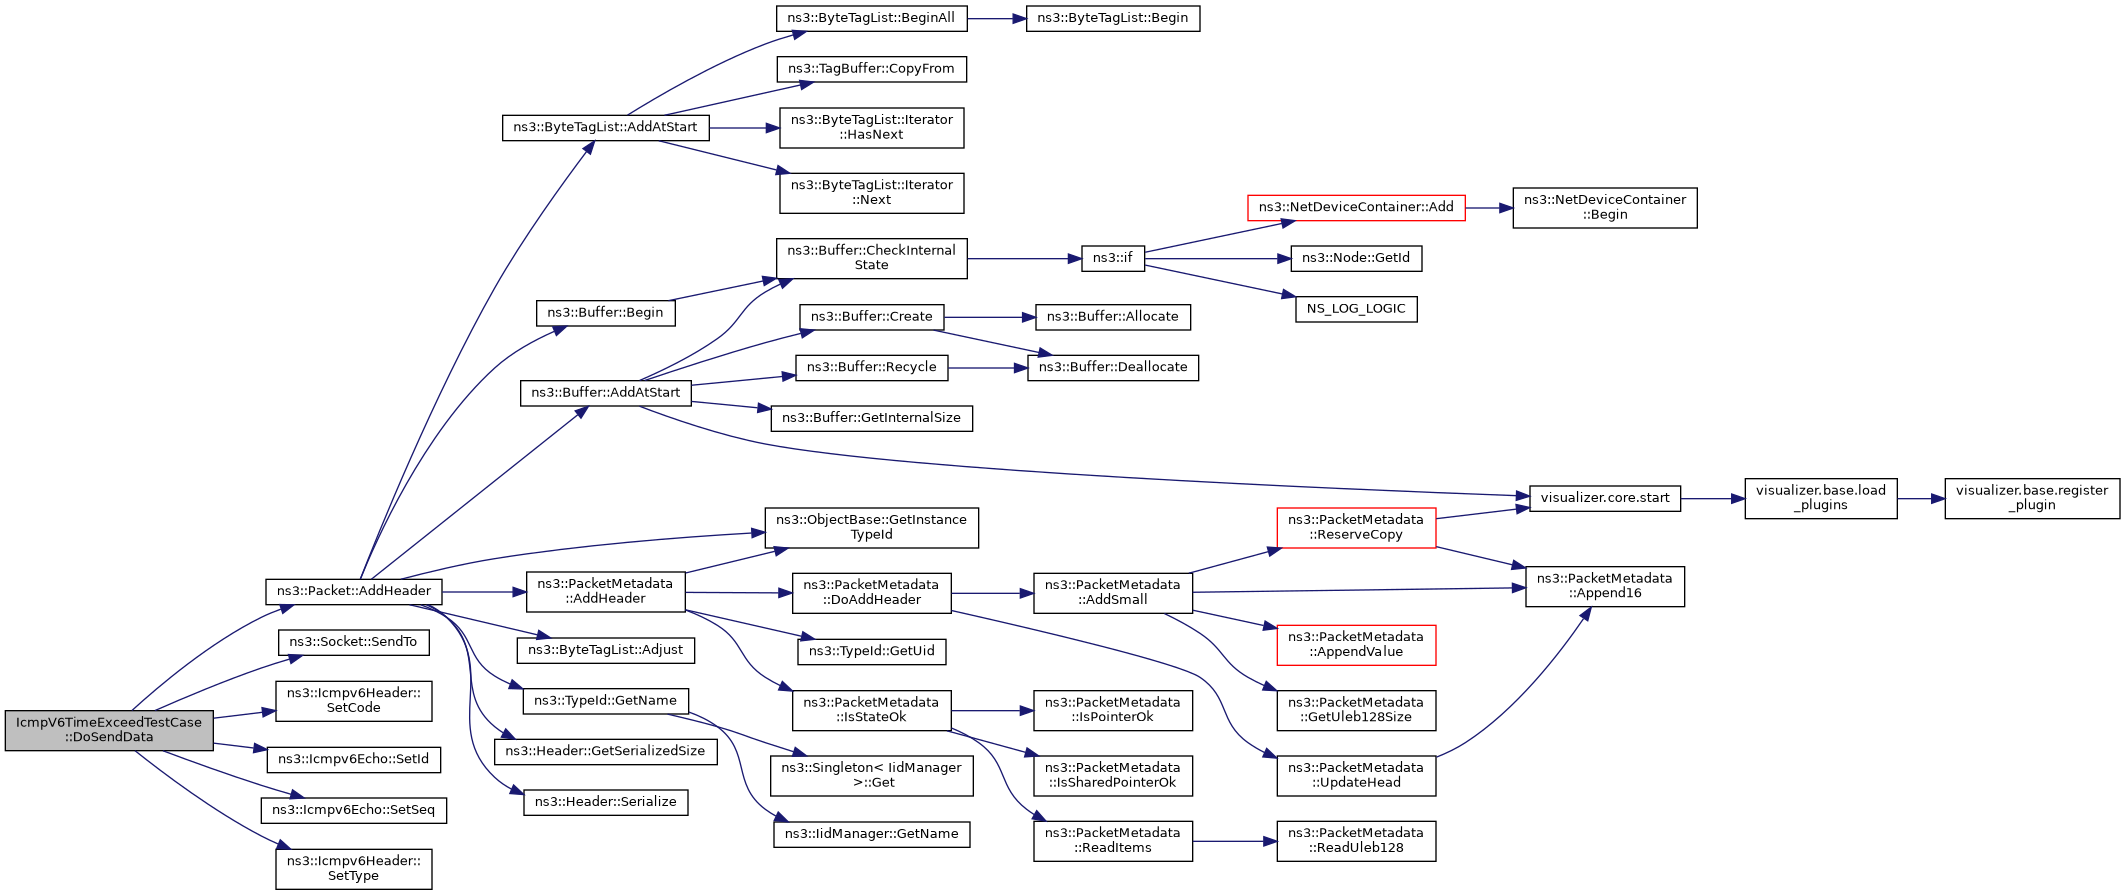 IcmpV6TimeExceedTestCase
::DoSendData
ns3::Packet::AddHeader
ns3::Socket::SendTo
ns3::Icmpv6Header::
SetCode
ns3::Icmpv6Echo::SetId
ns3::Icmpv6Echo::SetSeq
ns3::Icmpv6Header::
SetType
ns3::ByteTagList::AddAtStart
ns3::Buffer::Begin
ns3::Buffer::AddAtStart
ns3::PacketMetadata
::AddHeader
ns3::ByteTagList::Adjust
ns3::TypeId::GetName
ns3::Header::GetSerializedSize
ns3::Header::Serialize
ns3::ByteTagList::BeginAll
ns3::TagBuffer::CopyFrom
ns3::ByteTagList::Iterator
::HasNext
ns3::ByteTagList::Iterator
::Next
ns3::Buffer::CheckInternal
State
ns3::Buffer::Create
ns3::Buffer::Recycle
ns3::Buffer::GetInternalSize
ns3::ObjectBase::GetInstance
TypeId
ns3::PacketMetadata
::DoAddHeader
ns3::TypeId::GetUid
ns3::PacketMetadata
::IsStateOk
ns3::Singleton< IidManager
>::Get
ns3::IidManager::GetName
ns3::ByteTagList::Begin
ns3::if
ns3::Buffer::Allocate
ns3::Buffer::Deallocate
ns3::PacketMetadata
::AddSmall
ns3::PacketMetadata
::IsPointerOk
ns3::PacketMetadata
::IsSharedPointerOk
ns3::PacketMetadata
::ReadItems
ns3::NetDeviceContainer::Add
ns3::Node::GetId
NS_LOG_LOGIC
ns3::PacketMetadata
::ReserveCopy
ns3::PacketMetadata
::AppendValue
ns3::PacketMetadata
::GetUleb128Size
ns3::PacketMetadata
::UpdateHead
ns3::PacketMetadata
::ReadUleb128
ns3::NetDeviceContainer
::Begin
visualizer.core.start
ns3::PacketMetadata
::Append16
visualizer.base.load
_plugins
visualizer.base.register
_plugin